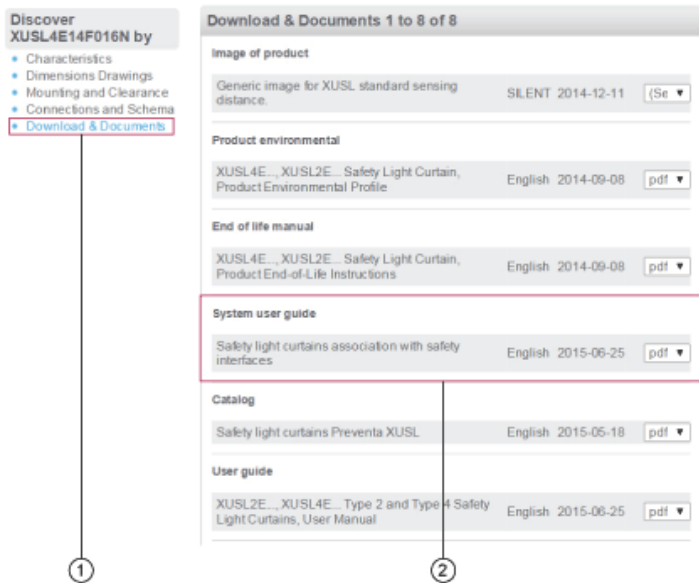 Discover
XUSL4E14F016N by
Characteristics
Dimensions Drawings
Mounting and Clearance
Connections and Schema
Download & Documents
Download & Documents 1 to 8 of 8
Image of product
Generic image for XUSL standard sensing
distance.
SILENT 2014-12-11 (Se
Product environmental
XUSL4E..., XUSL2E... Safety Light Curtain,
Product Environmental Profile
English 2014-09-08 pdf
End of life manual
XUSL4E..., XUSL2E... Safety Light Curtain,
Product End-of-Life Instructions
English 2014-09-08 pdf
System user guide
Safety light curtains association with safety
interfaces
English 2015-06-25 pdf
Catalog
Safety light curtains Preventa XUSL
English 2015-05-18 pdf
User guide
XUSL2E..., XUSL4E... Type 2 and Type 4 Safety
Light Curtains, User Manual
English 2015-06-25 pdf
1
2